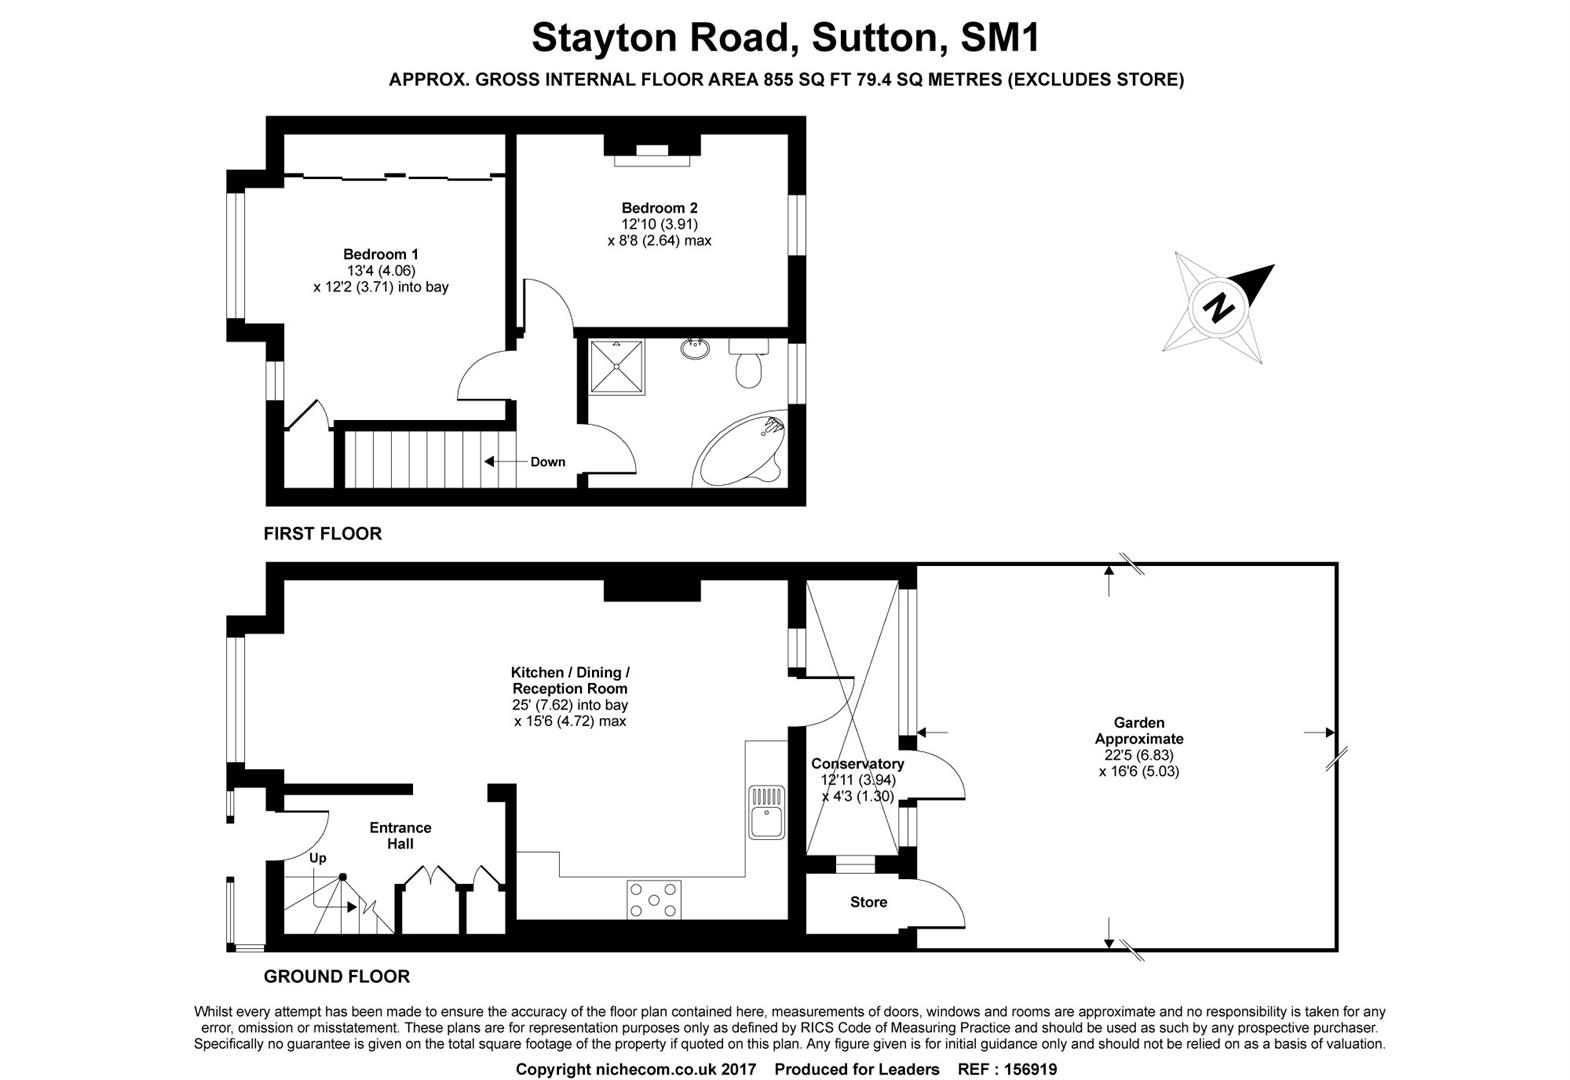 Stayton Road, Sutton, SM1
APPROX. GROSS INTERNAL FLOOR AREA 855 SQ FT 79.4 SQ METRES (EXCLUDES STORE)
Bedroom 2
12'10 (3.91)
x 8'8 (2.64) max
Bedroom 1
13'4 (4.06)
x 12'2 (3.71) into bay
N
Down
FIRST FLOOR
Kitchen / Dining /
Reception Room
25' (7.62) into bay
x 15'6 (4.72) max
Garden
Approximate
22'5 (6.83)
x 16'6 (5.03)
Conservatory
12'11 (3.94)
x 4'3 (1.30)
Entrance
Hall
Up
Store
GROUND FLOOR
Whilst every attempt has been made to ensure the accuracy of the floor plan contained here, measurements of doors, windows and rooms are approximate and no responsibility is taken for any
error, omission or misstatement. These plans are for representation purposes only as defined by RICS Code of Measuring Practice and should be used as such by any prospective purchaser.
Specifically no guarantee is given on the total square footage of the property if quoted on this plan. Any figure given is for initial guidance only and should not be relied on as a basis of valuation.
Copyright nichecom.co.uk 2017 Produced for Leaders REF : 156919